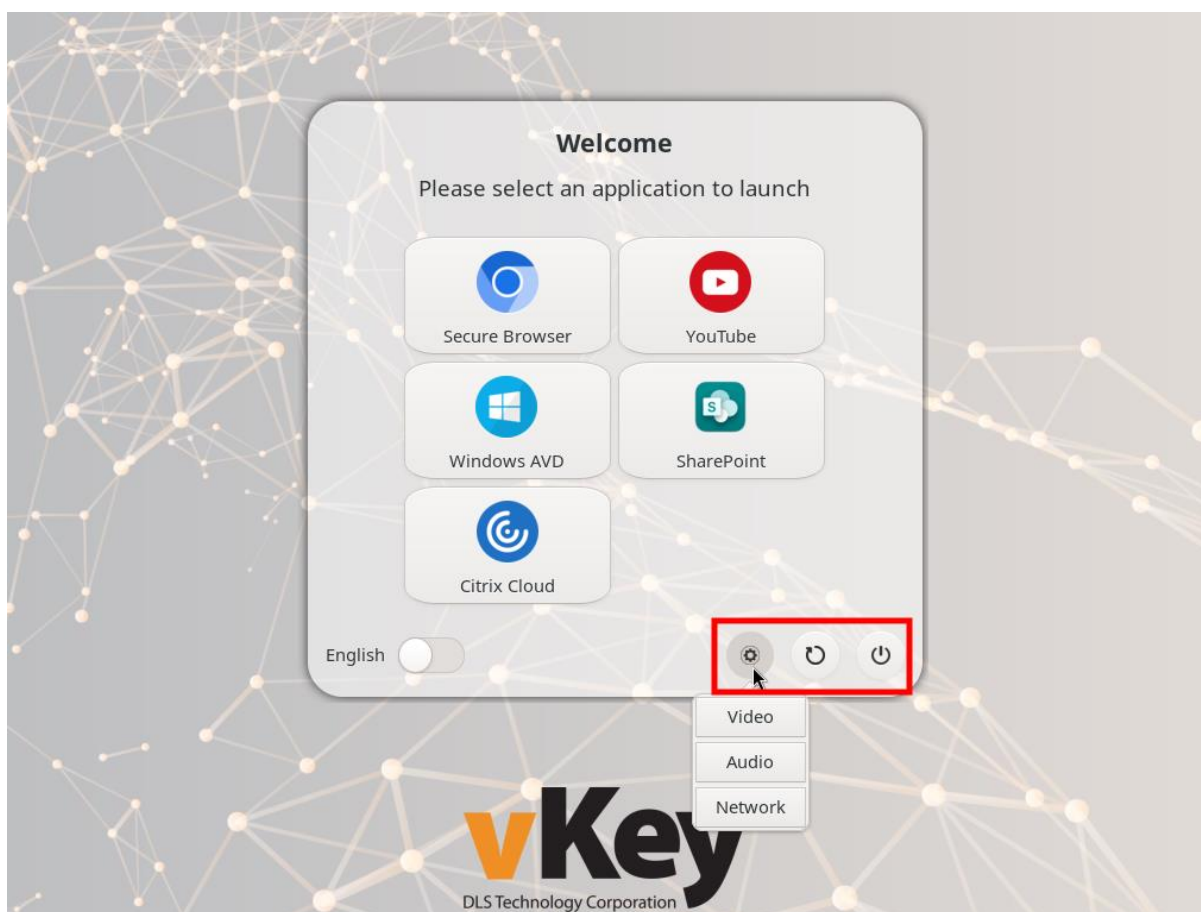 Welcome
Please select an application to launch
Secure Browser
YouTube
Windows AVD
S
SharePoint
Citrix Cloud
English
Video
Audio
Network
vKey
DLS Technology Corporation